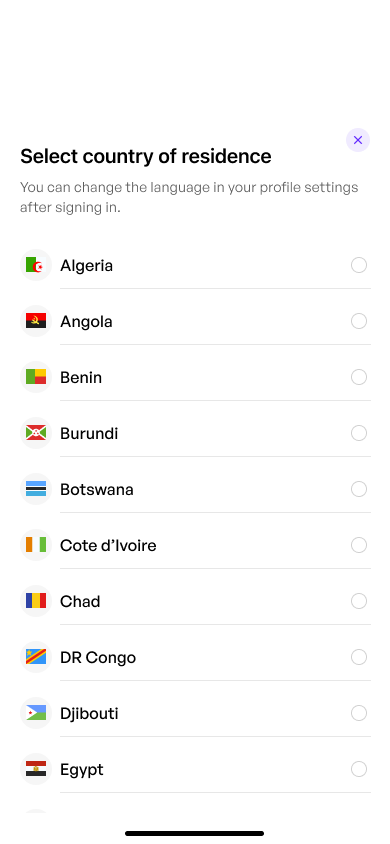 Select country of residence
You can change the language in your profile settings
after signing in.
Algeria
Angola
Benin
Burundi
Botswana
Cote d’Ivoire
Chad
DR Congo
Djibouti
Egypt